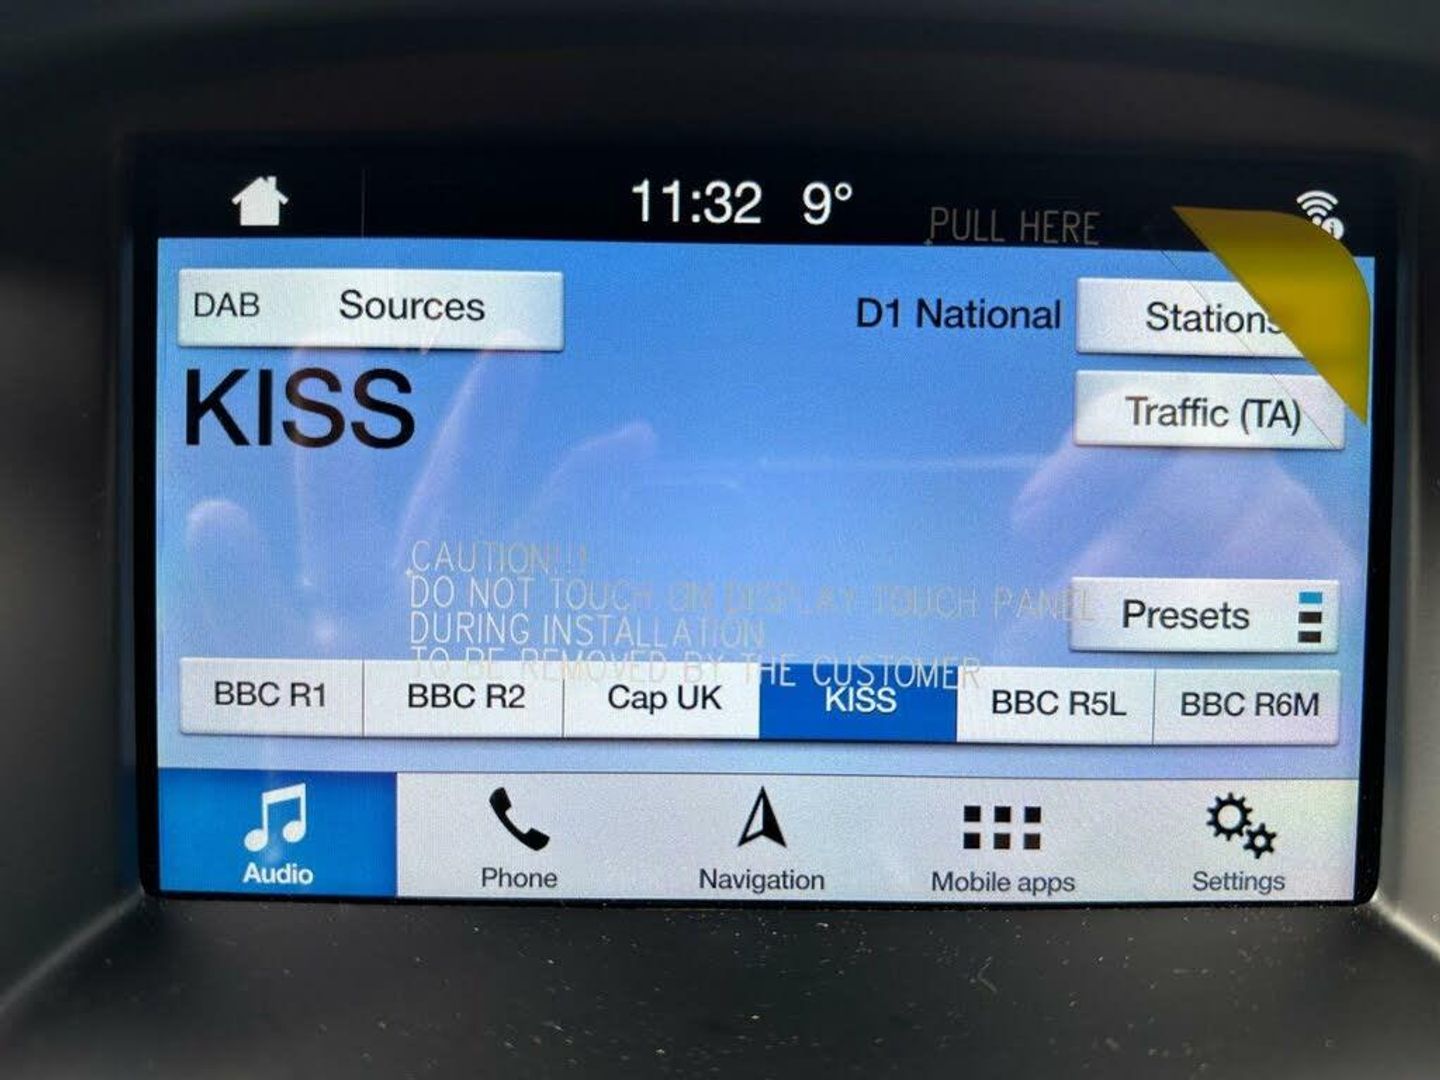 11:32 9°
PULL HERE
DAB Sources
D1 National
Stations
KISS
Traffic (TA)
CAUTION!!!
DO NOT TOUCH ON DISPLAY TOUCH PANEL
DURING INSTALLATION
TO BE REMOVED BY THE CUSTOMER
Presets
BBC R1 BBC R2 Cap UK KISS BBC R5L BBC R6M
Audio Phone Navigation Mobile apps Settings